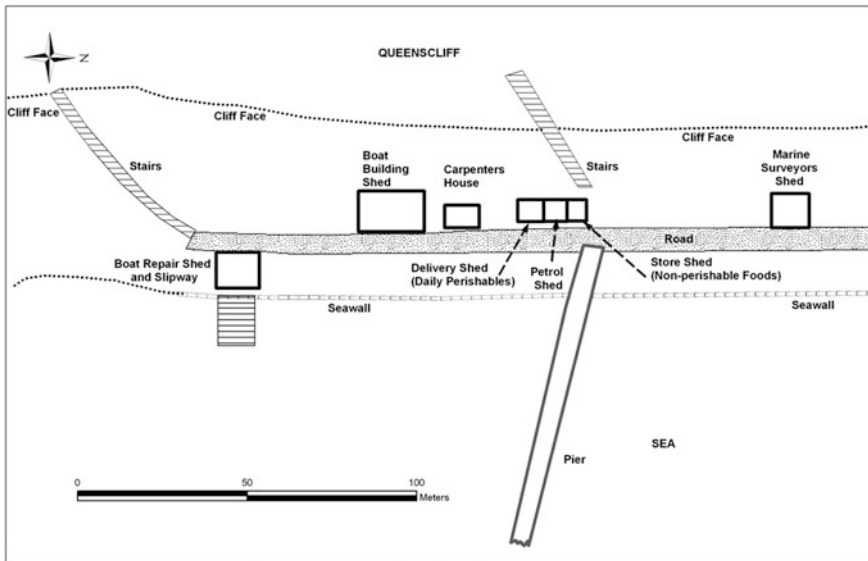 QUEENSCLIFF
N
Cliff Face
Cliff Face
Cliff Face
Stairs
Stairs
Boat
Building
Shed
Carpenters
House
Marine
Surveyors
Shed
Road
Boat Repair Shed
and Slipway
Delivery Shed
(Daily Perishables)
Petrol
Shed
Store Shed
(Non-perishable Foods)
Seawall
Seawall
Pier
SEA
0
50
100
Meters